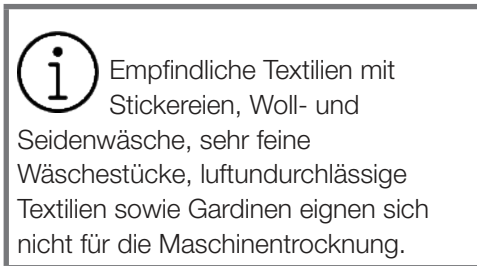 Empfindliche Textilien mit
Stickereien, Woll- und
Seidenwäsche, sehr feine
Wäschestücke, luftundurchlässige
Textilien sowie Gardinen eignen sich
nicht für die Maschinentrocknung.